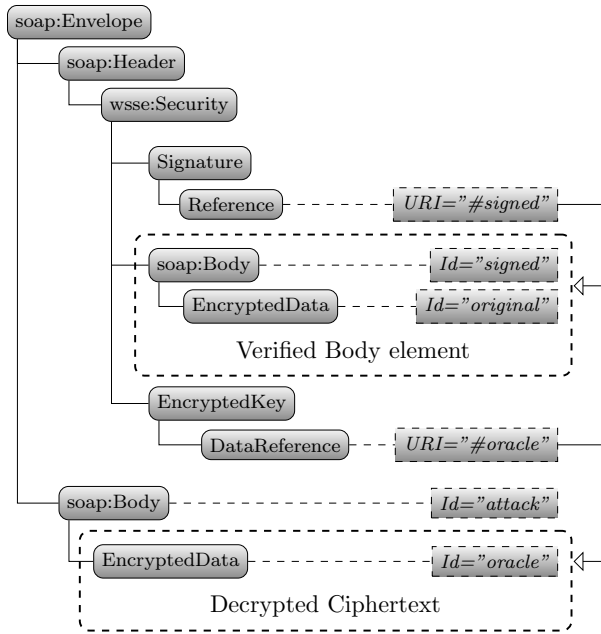 soap:Envelope
soap:Header
wsse:Security
Signature
Reference URI=”#signed”
soap:Body Id=”signed”
EncryptedData Id=”original”
Verified Body element
EncryptedKey
DataReference URI=”#oracle”
soap:Body Id=”attack”
EncryptedData Id=”oracle”
Decrypted Ciphertext